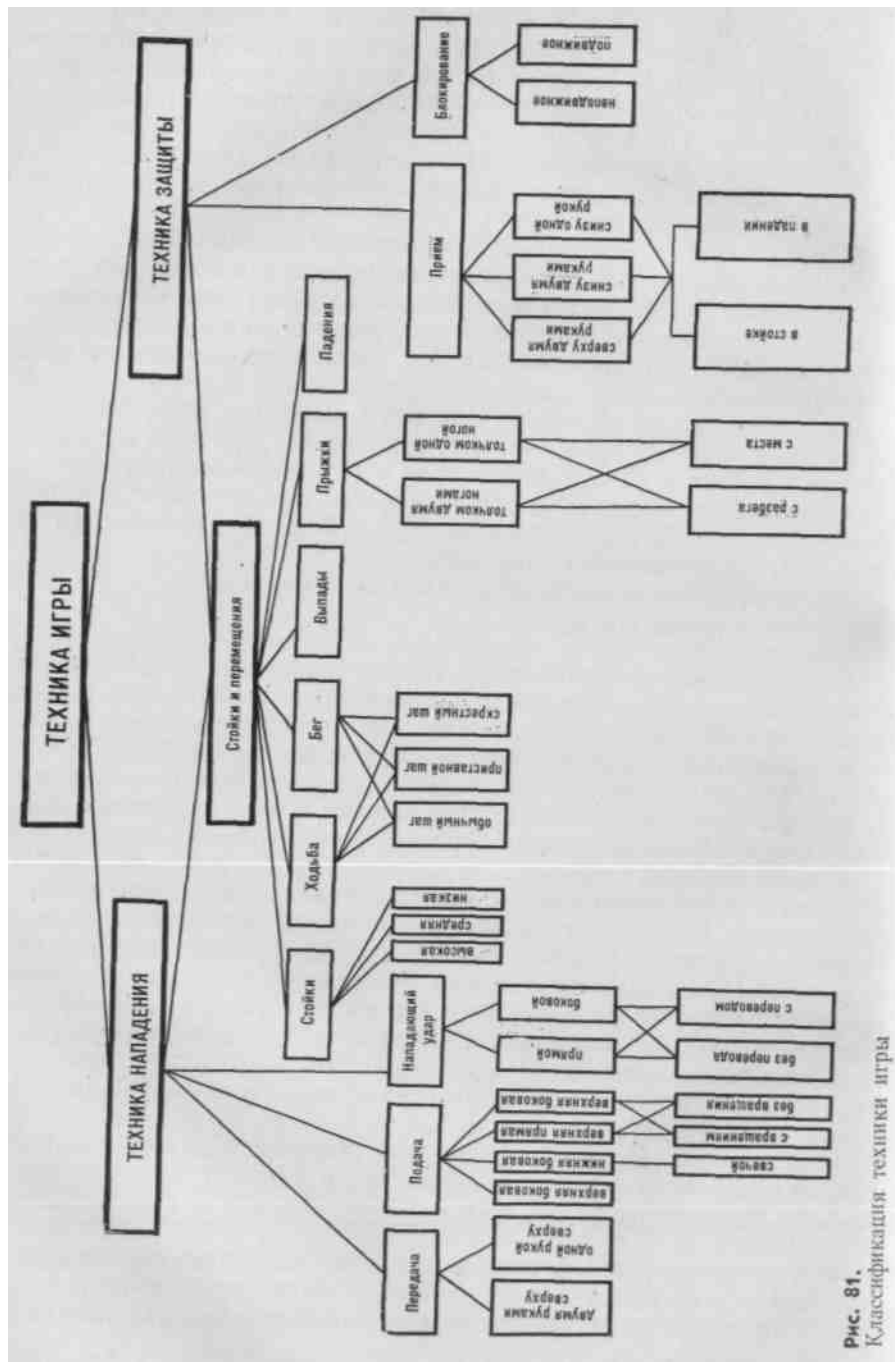 ТЕХНИКА ИГРЫ
ТЕХНИКА НАПАДЕНИЯ
ТЕХНИКА ЗАЩИТЫ
Стойки и перемещения
Стойки
Ходьба
Бег
Выпады
Прыжки
Падения
высокая
средняя
низкая
обычный шаг
приставной шаг
скрестный шаг
толчком двумя
ногами
толчком одной
ногой
с разбега
с места
Передача
Подача
Нападающий
удар
Прием
Блокирование
двумя руками
сверху
одной рукой
сверху
верхняя боковая
нижняя боковая
верхняя прямая
верхняя боковая
свечой
с вращением
без вращения
прямой
боковой
без перевода
с переводом
сверху двумя
руками
снизу двумя
руками
снизу одной
рукой
в стойке
в падении
неподвижное
подвижное
Рис. 81.
Классификация техники игры